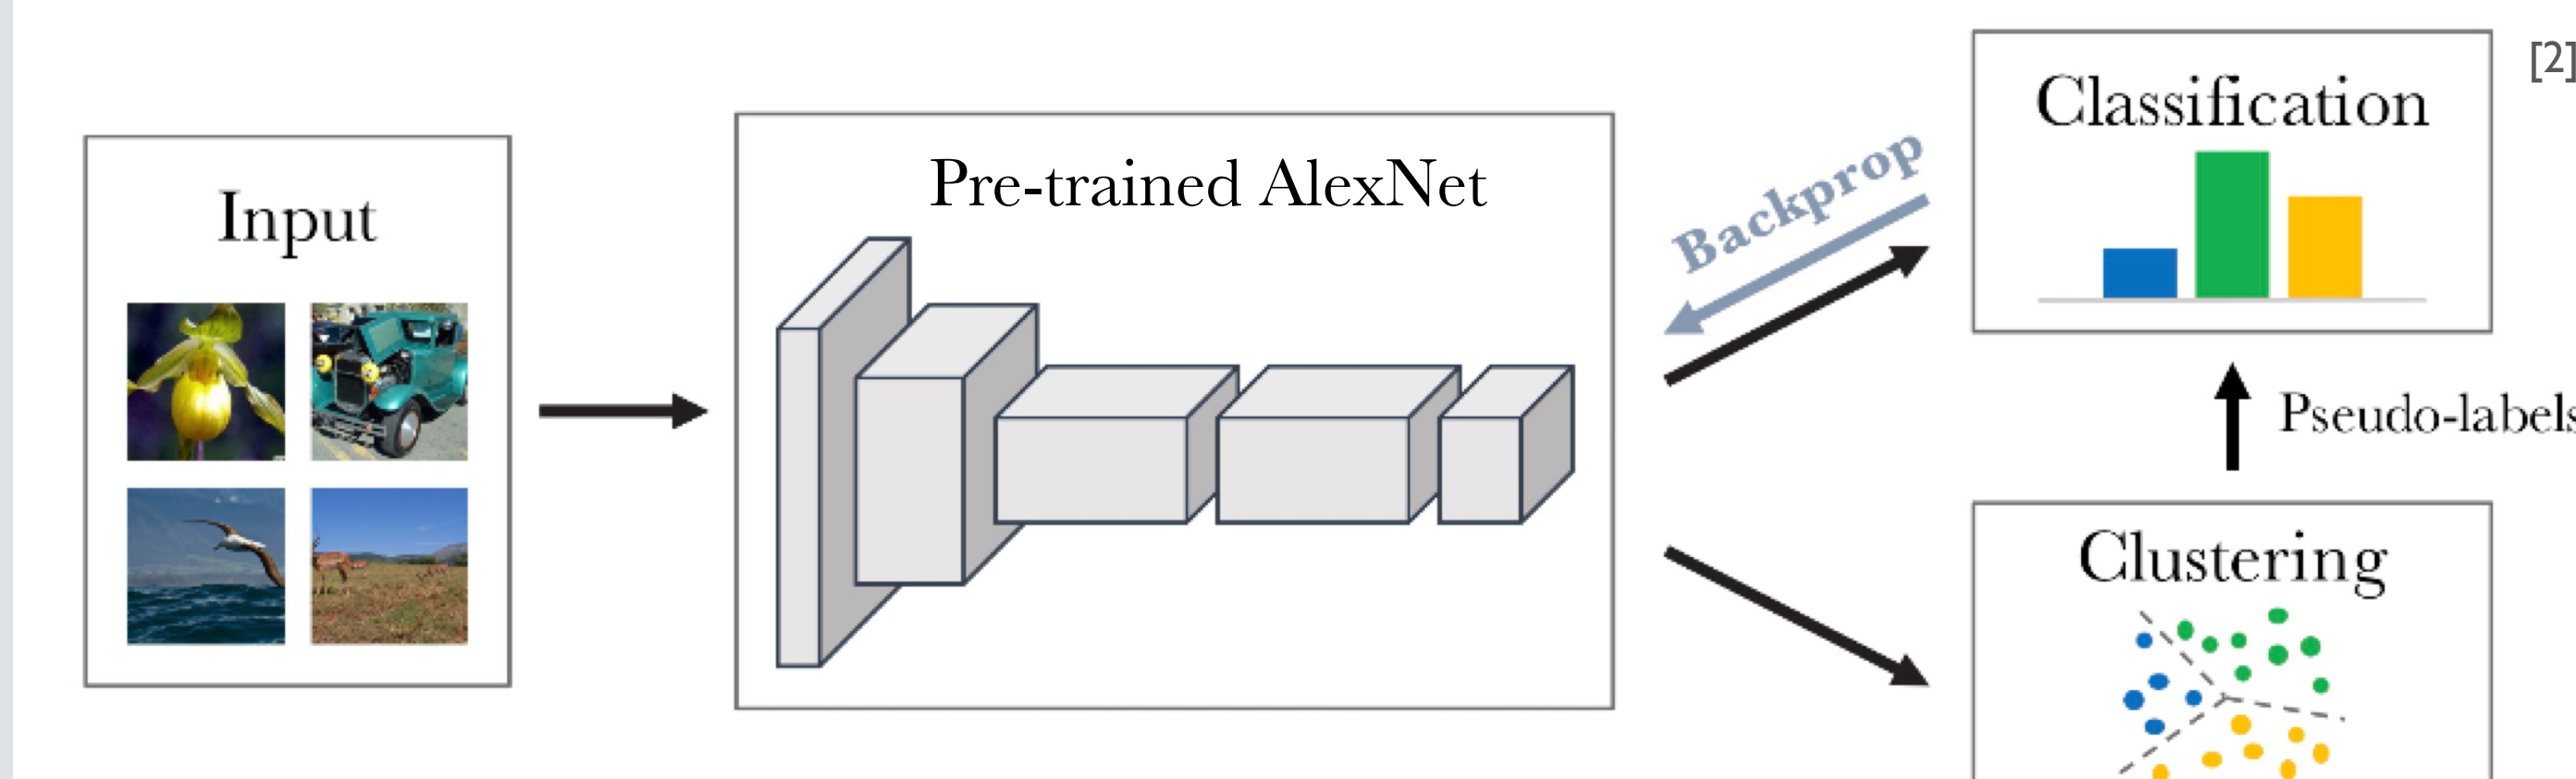 Input
Pre-trained AlexNet
Backprop
Classification
[2]
Pseudo-labels
Clustering